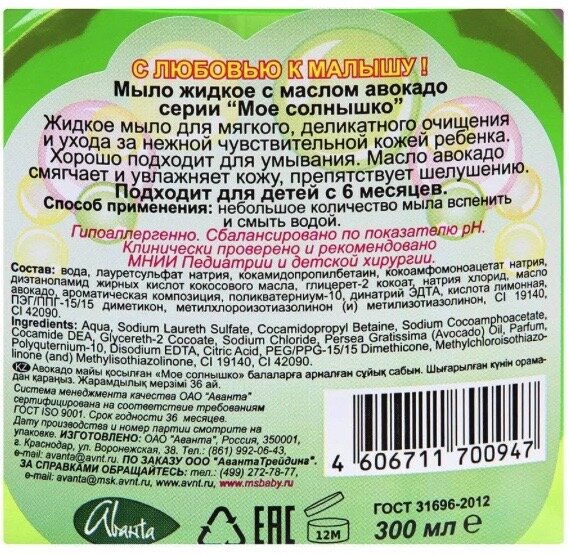 С ЛЮБОВЬЮ К МАЛЫШУ !
Мыло жидкое с маслом авокадо
серии "Мое солнышко"
Жидкое мыло для мягкого, деликатного очищения
и ухода за нежной чувствительной кожей ребенка.
Хорошо подходит для умывания. Масло авокадо
смягчает и увлажняет кожу, препятствует шелушению.
Подходит для детей с 6 месяцев.
Способ применения: небольшое количество мыла вспенить
и смыть водой.
Гипоаллергенно. Сбалансировано по показателю pH.
Клинически проверено и рекомендовано
МНИИ Педиатрии и детской хирургии.
Состав: вода, лауретсульфат натрия, кокамидопропилбетаин, кокоамфомоноацетат натрия,
диэтаноламид жирных кислот кокосового масла, глицерет-2 кокоат, натрия хлорид, масло
авокадо, ароматическая композиция, поликватерниум-10, динатрий ЭДТА, кислота лимонная,
ПЭГ/ППГ-15/15 диметикон, метилхлороизотиазолинон (и) метилизотиазолинон, CI 19140,
CI 42090.
Ingredients: Aqua, Sodium Laureth Sulfate, Cocamidopropyl Betaine, Sodium Cocoamphoacetate,
Cocamide DEA, Glycereth-2 Cocoate, Sodium Chloride, Persea Gratissima (Avocado) Oil, Parfum,
Polyquternium-10, Disodium EDTA, Citric Acid, PEG/PPG-15/15 Dimethicone, Methylchloroisothiazo-
linone (and) Methylisothiazolinone, CI 19140, CI 42090.
KZ Авокадо майы қосылған «Мое солнышко» балаларға арналған сұйық сабын. Шығарылған күнін орама-
дан қараңыз. Жарамдылық мерзімі 36 ай.
Система менеджмента качества ОАО "Аванта"
сертифицирована на соответствие требованиям
ГОСТ ISO 9001. Срок годности 36 месяцев.
Дату производства и номер партии смотрите на
упаковке. ИЗГОТОВЛЕНО: ОАО «Аванта», Россия, 350001,
г. Краснодар, ул. Воронежская, 38. Тел.: (861) 992-06-43,
e-mail: avanta@avnt.ru. ПО ЗАКАЗУ ООО "АвантаТрейдинг".
ЗА СПРАВКАМИ ОБРАЩАЙТЕСЬ: тел.: (499) 272-78-77,
e-mail: avanta@msk.avnt.ru, www.avnt.ru, www.msbaby.ru
4 606711 700947
Avanta
EAC
12М
ГОСТ 31696-2012
300 мл e